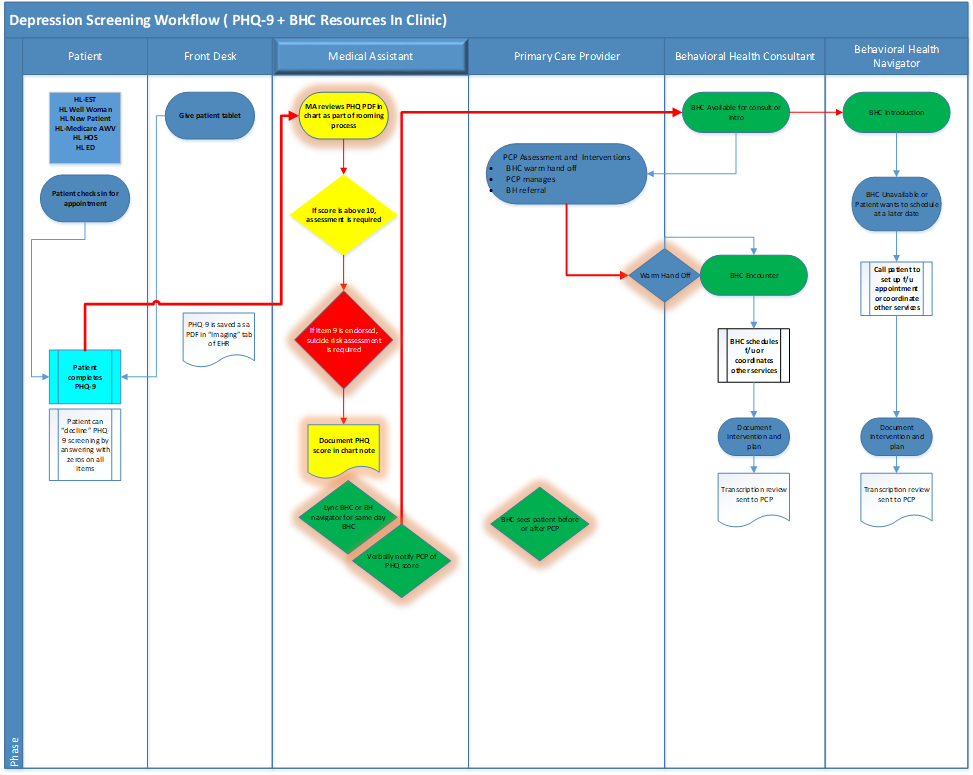 Depression Screening Workflow ( PHQ-9 + BHC Resources In Clinic)
Patient
Front Desk
Medical Assistant
Primary Care Provider
Behavioral Health Consultant
Behavioral Health
Navigator
HL-EST
HL Well Woman
HL New Patient
HL-Medicare AWV
HL HOS
HL ED
Patient checks in for
appointment
Patient
completes
PHQ-9
Patient can
"decline" PHQ-
9 screening by
answering with
zeros on all
items
Give patient tablet
PHQ-9 is saved as a
PDF in "Imaging" tab
of EHR
MA reviews PHQ PDF in
chart as part of rooming
process
If score is above 10,
assessment is required
If item 9 is endorsed,
suicide risk assessment
is required
Document PHQ
score in chart note
Lync BHC or BH
navigator for same day
BHC
Verbally notify PCP of
PHQ score
PCP Assessment and Interventions
• BHC warm hand off
• PCP manages
• BH referral
Warm Hand Off
BHC sees patient before
or after PCP
BHC Available for consult or
Intro
BHC Encounter
BHC schedules
f/u or
coordinates
other services
Document
Intervention and
plan
Transcription review
sent to PCP
BHC Introduction
BHC Unavailable or
Patient wants to schedule
at a later date
Call patient to
set up f/u
appointment
or coordinate
other services
Document
intervention and
plan
Transcription review
sent to PCP
Phase